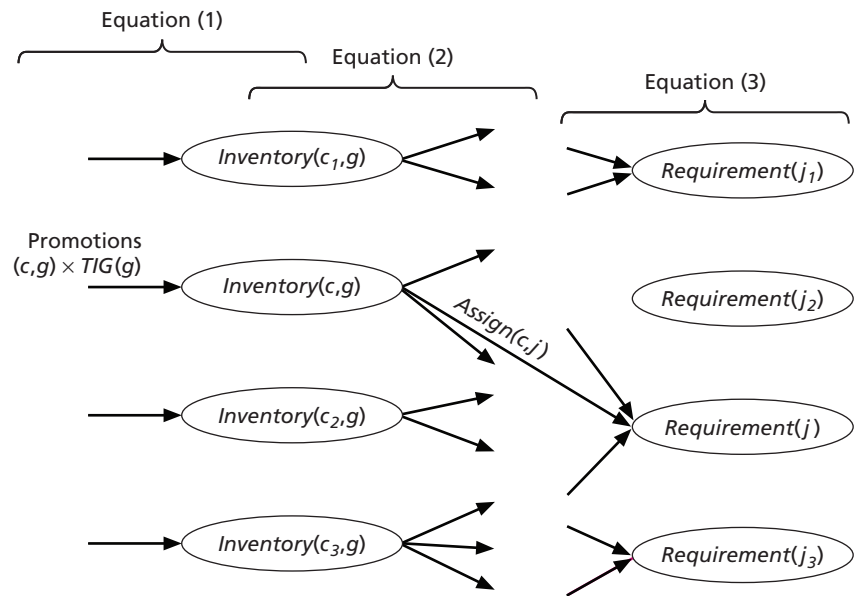 Equation (1)
Equation (2)
Equation (3)
Inventory(c₁,g)
Requirement(j₁)
Promotions
(c,g) × TIG(g)
Inventory(c,g)
Requirement(j₂)
Assign(c,j)
Inventory(c₂,g)
Requirement(j)
Inventory(c₃,g)
Requirement(j₃)